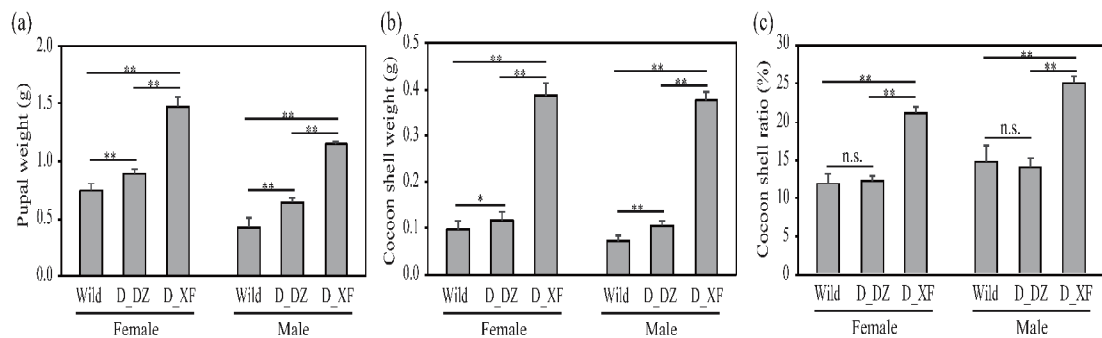 (a)
Pupal weight (g)
2.0
1.5
1.0
0.5
0.0
**
**
**
**
**
**
Wild D_DZ D_XF Wild D_DZ D_XF
Female Male
(b)
Cocoon shell weight (g)
0.5
0.4
0.3
0.2
0.1
0.0
**
**
*
**
**
**
Wild D_DZ D_XF Wild D_DZ D_XF
Female Male
(c)
Cocoon shell ratio (%)
30
25
20
15
10
5
0
**
**
n.s.
**
**
n.s.
Wild D_DZ D_XF Wild D_DZ D_XF
Female Male